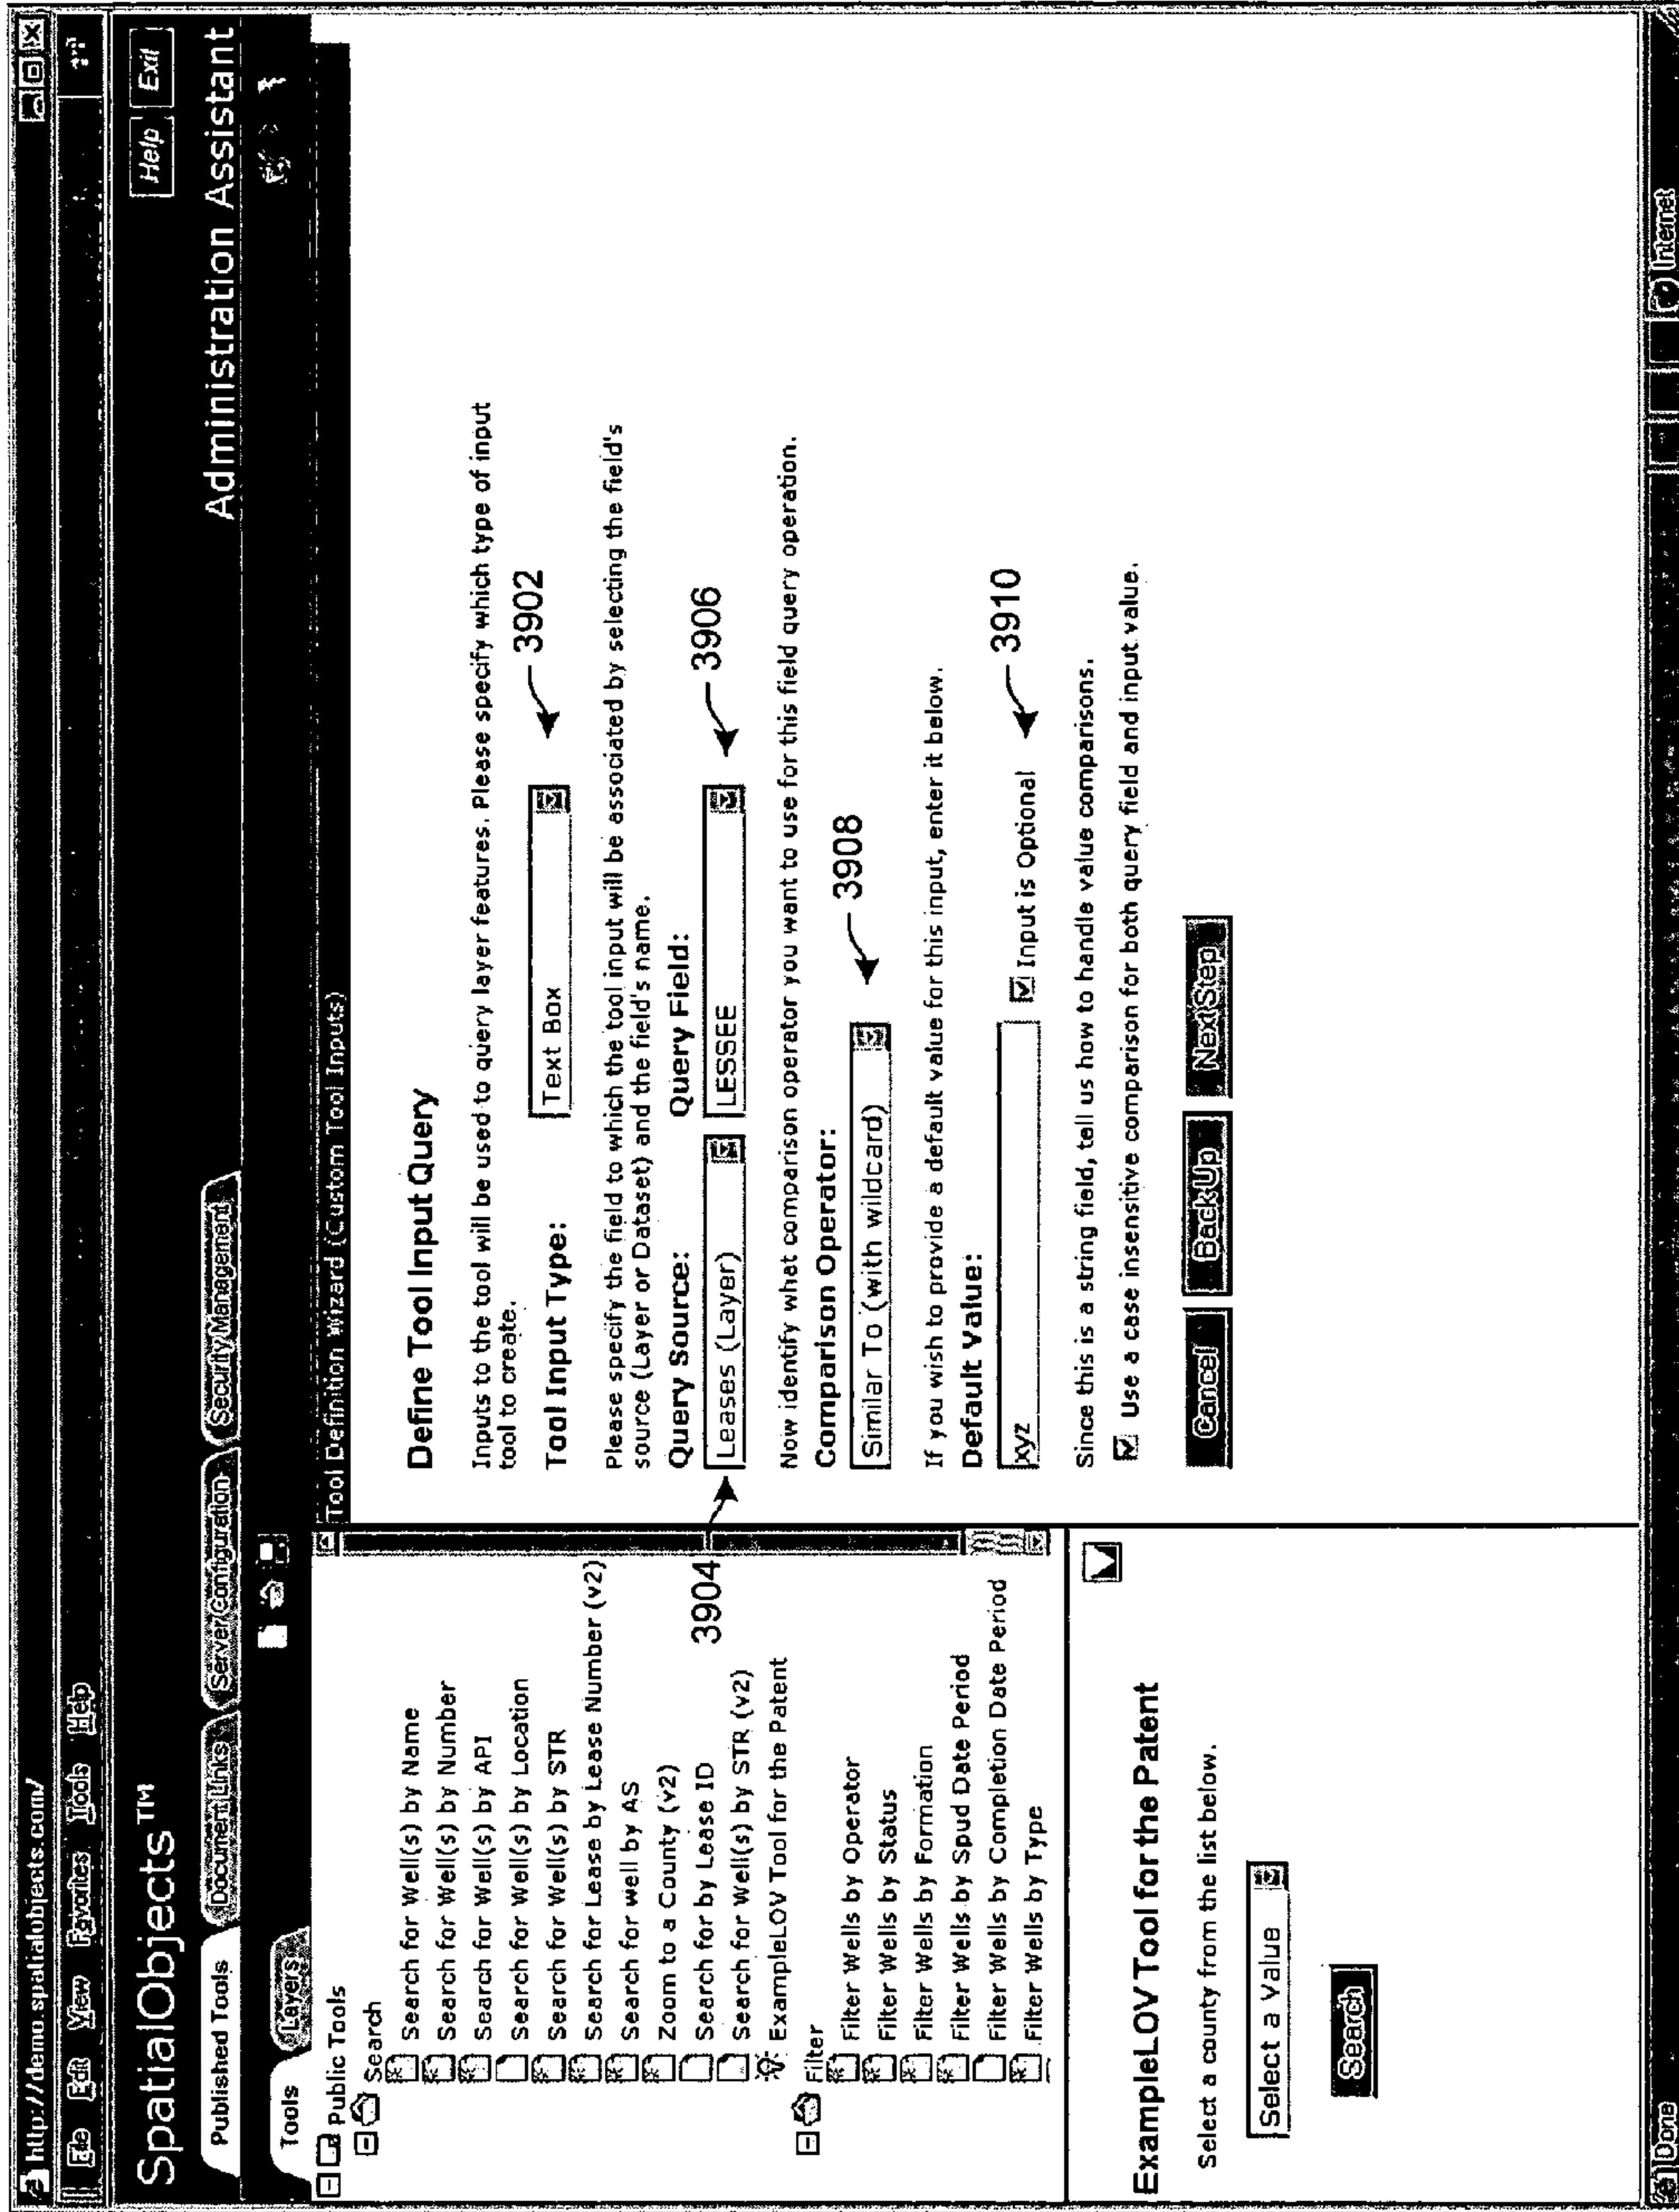 http://demo.spatialobjects.com/
File Edit View Favorites Tools Help
SpatialObjects™
Help Exit
Published Tools Document Links Server Configuration Security Management
Administration Assistant
Tools Layers
Public Tools
Search
Search for Well(s) by Name
Search for Well(s) by Number
Search for Well(s) by API
Search for Well(s) by Location
Search for Well(s) by STR
Search for Lease by Lease Number (v2)
Search for well by AS
Zoom to a County (v2)
Search for by Lease ID
Search for Well(s) by STR (v2)
ExampleLOV Tool for the Patent
Filter
Filter Wells by Operator
Filter Wells by Status
Filter Wells by Formation
Filter Wells by Spud Date Period
Filter Wells by Completion Date Period
Filter Wells by Type
3904
ExampleLOV Tool for the Patent
Select a county from the list below.
Select a Value
Search
Tool Definition Wizard (Custom Tool Inputs)
Define Tool Input Query
Inputs to the tool will be used to query layer features. Please specify which type of input
tool to create.
Tool Input Type: Text Box 3902
Please specify the field to which the tool input will be associated by selecting the field's
source (Layer or Dataset) and the field's name.
Query Source: Query Field:
Leases (Layer) LESSEE 3906
Now identify what comparison operator you want to use for this field query operation.
Comparison Operator:
Similar To (with wildcard) 3908
If you wish to provide a default value for this input, enter it below.
Default Value:
xyz Input is Optional 3910
Since this is a string field, tell us how to handle value comparisons.
Use a case insensitive comparison for both query field and input value.
Cancel BackUp NextStep
Done Internet